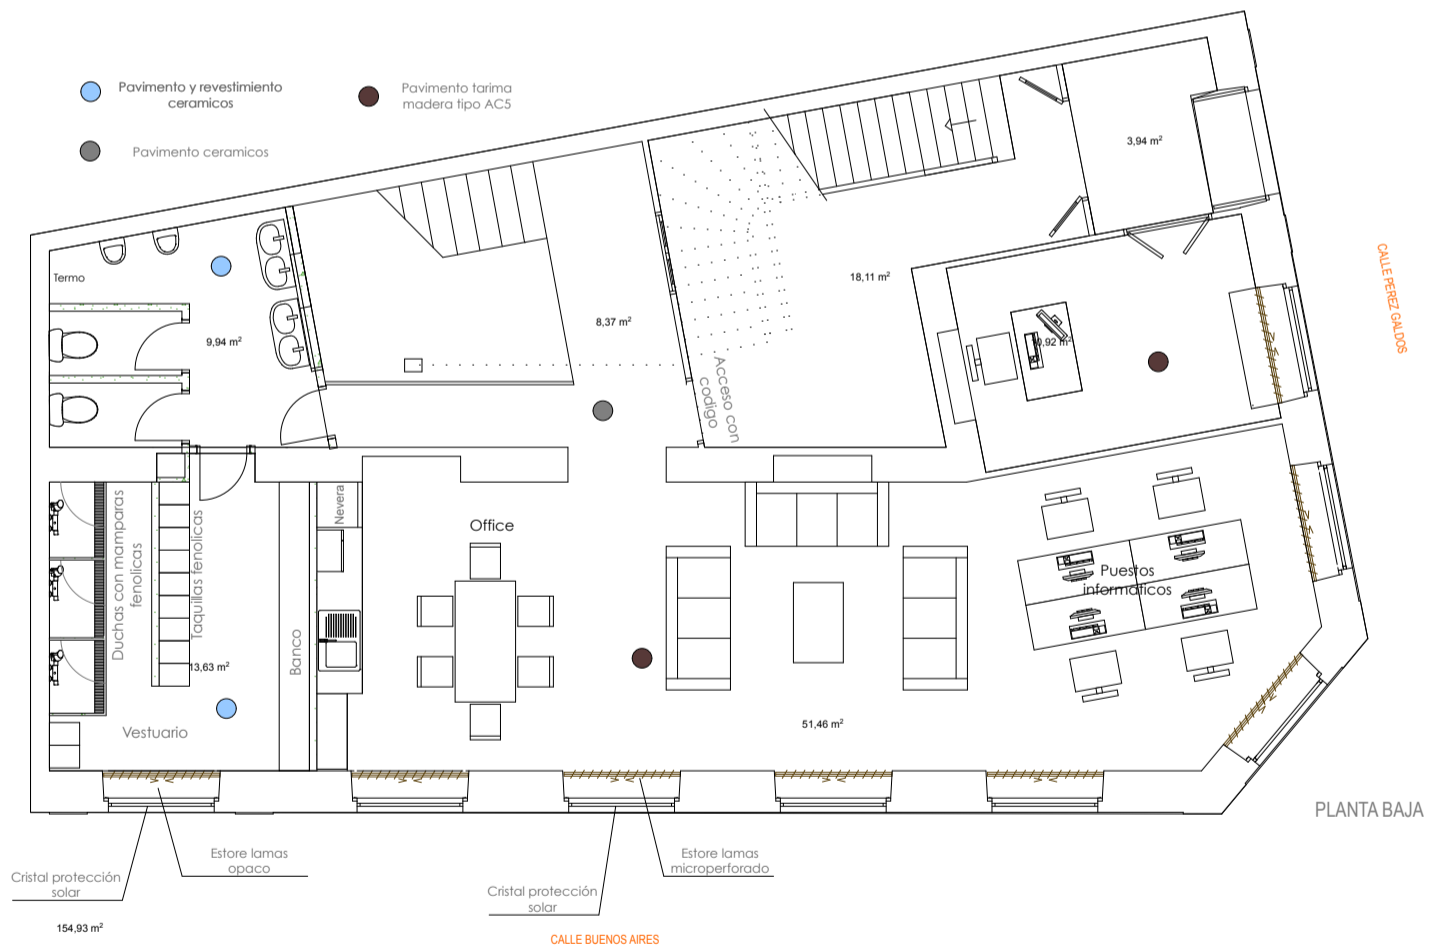 Pavimento y revestimiento
ceramicos
Pavimento tarima
madera tipo AC5
Pavimento ceramicos
3,94 m²
Termo
18,11 m²
CALLE PEREZ GALDOS
9,94 m²
8,37 m²
0,92 m²
Acceso con
codigo
Duchas con mamparas
fenolicas
Taquillas fenolicas
Nevera
Office
Puestos
informaticos
13,63 m²
Banco
Vestuario
51,46 m²
PLANTA BAJA
Estore lamas
opaco
Estore lamas
microperforado
Cristal protección
solar
Cristal protección
solar
154,93 m²
CALLE BUENOS AIRES